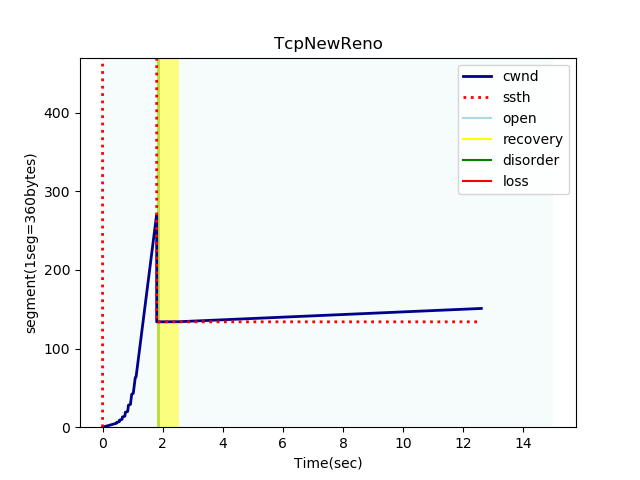 TcpNewReno
cwnd
ssth
open
recovery
disorder
loss
segment(1seg=360bytes)
400
300
200
100
0
0 2 4 6 8 10 12 14
Time(sec)